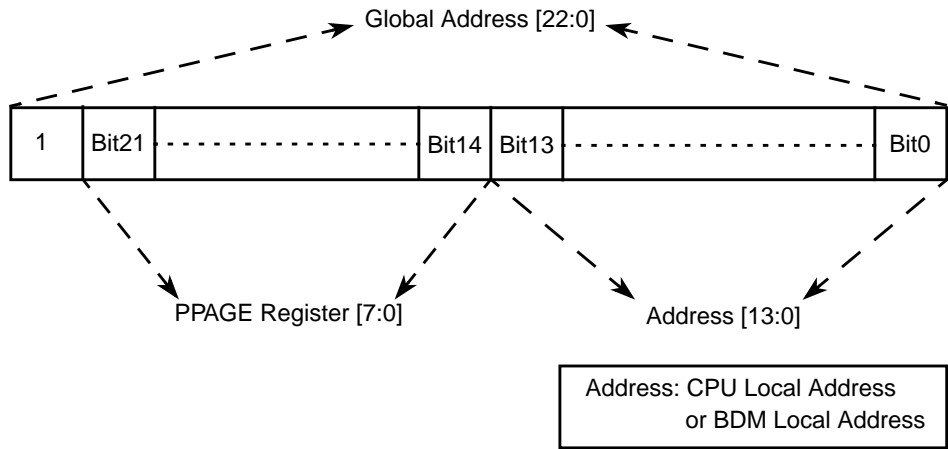 Global Address [22:0]
1 Bit21 Bit14 Bit13 Bit0
PPAGE Register [7:0]
Address [13:0]
Address: CPU Local Address
or BDM Local Address